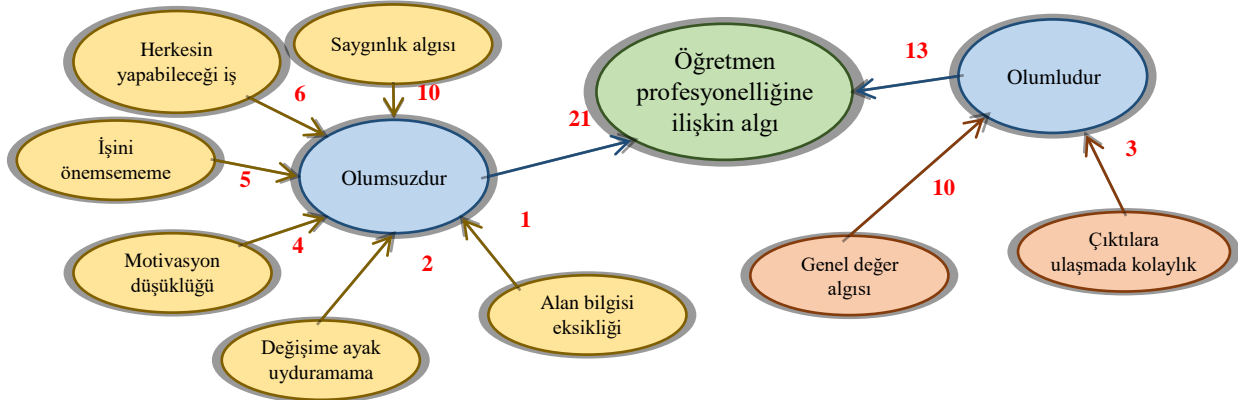 Herkesin
yapabileceği iş
Saygınlık algısı
Öğretmen
profesyonelliğine
ilişkin algı
13
Olumludur
6
10
21
İşini
önemsememe
5
Olumsuzdur
3
10
1
Motivasyon
düşüklüğü
4
2
Genel değer
algısı
Çıktılara
ulaşmada kolaylık
Alan bilgisi
eksikliği
Değişime ayak
uyduramama